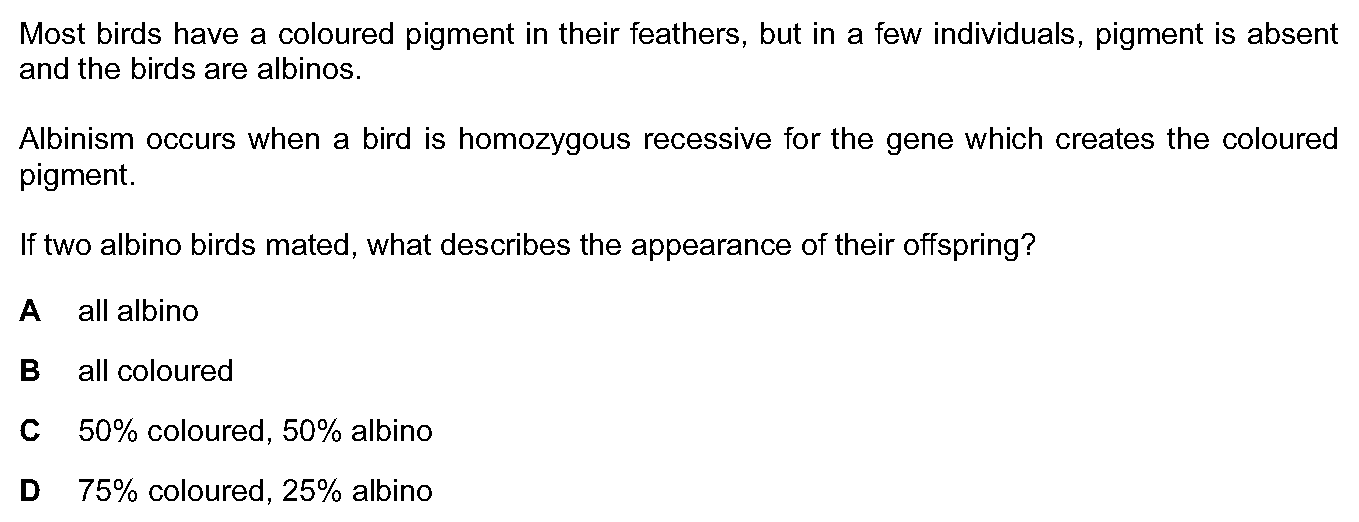 Most birds have a coloured pigment in their feathers, but in a few individuals, pigment is absent
and the birds are albinos.
Albinism occurs when a bird is homozygous recessive for the gene which creates the coloured
pigment.
If two albino birds mated, what describes the appearance of their offspring?
A all albino
B all coloured
C 50% coloured, 50% albino
D 75% coloured, 25% albino